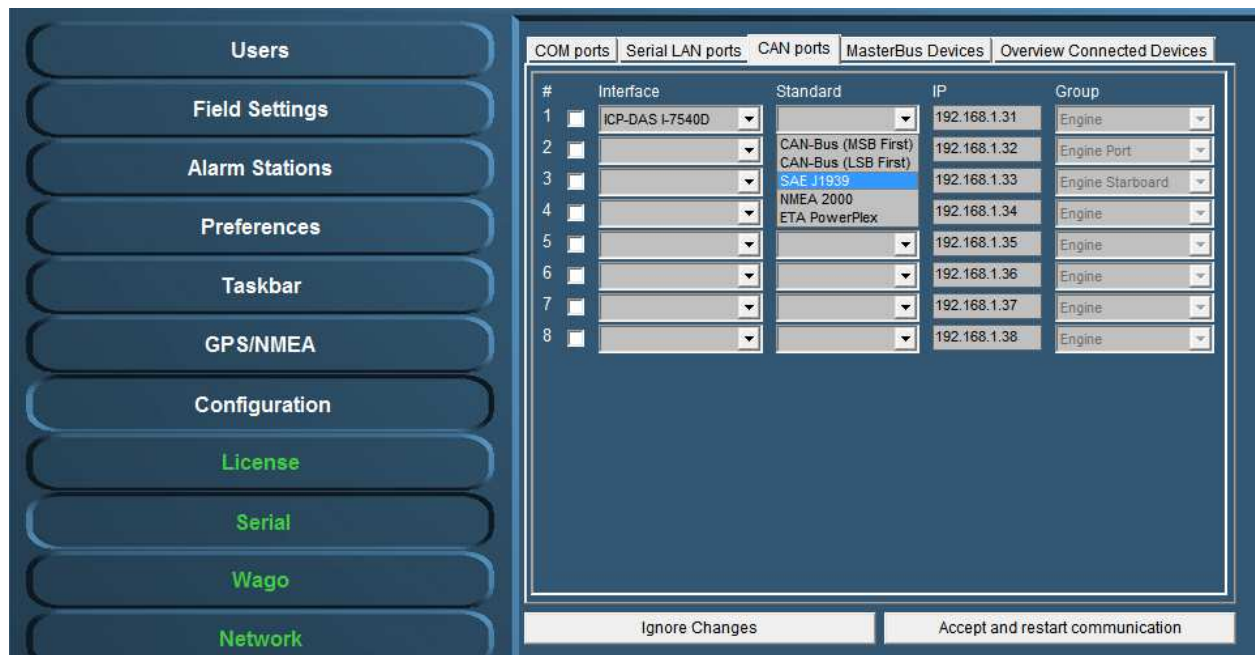 Users
Field Settings
Alarm Stations
Preferences
Taskbar
GPS/NMEA
Configuration
License
Serial
Wago
Network
COM ports Serial LAN ports CAN ports MasterBus Devices Overview Connected Devices
# Interface Standard IP Group
1 ICP-DAS I-7540D 192.168.1.31 Engine
CAN-Bus (MSB First)
CAN-Bus (LSB First)
SAE J1939
NMEA 2000
ETA PowerPlex
2 192.168.1.32 Engine Port
3 192.168.1.33 Engine Starboard
4 192.168.1.34 Engine
5 192.168.1.35 Engine
6 192.168.1.36 Engine
7 192.168.1.37 Engine
8 192.168.1.38 Engine
Ignore Changes Accept and restart communication